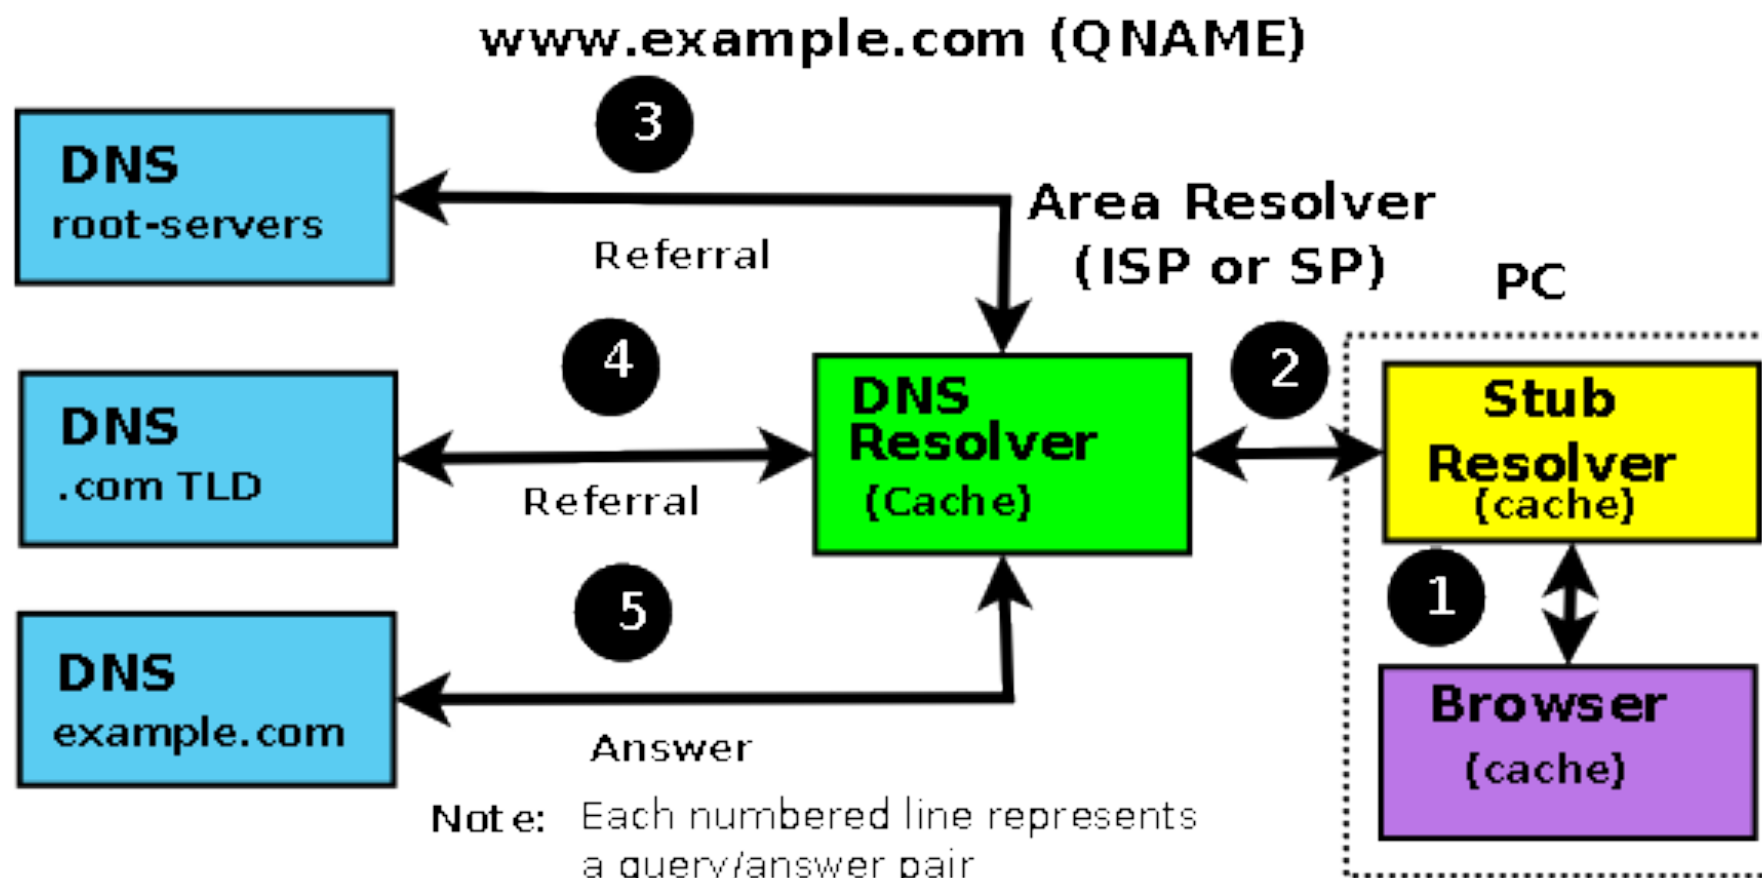 www.example.com (QNAME)
3
DNS
root-servers
Referral
Area Resolver
(ISP or SP)
PC
4
DNS
.com TLD
Referral
DNS
Resolver
(Cache)
2
Stub
Resolver
(cache)
5
DNS
example.com
Answer
1
Browser
(cache)
Note: Each numbered line represents
a query/answer pair